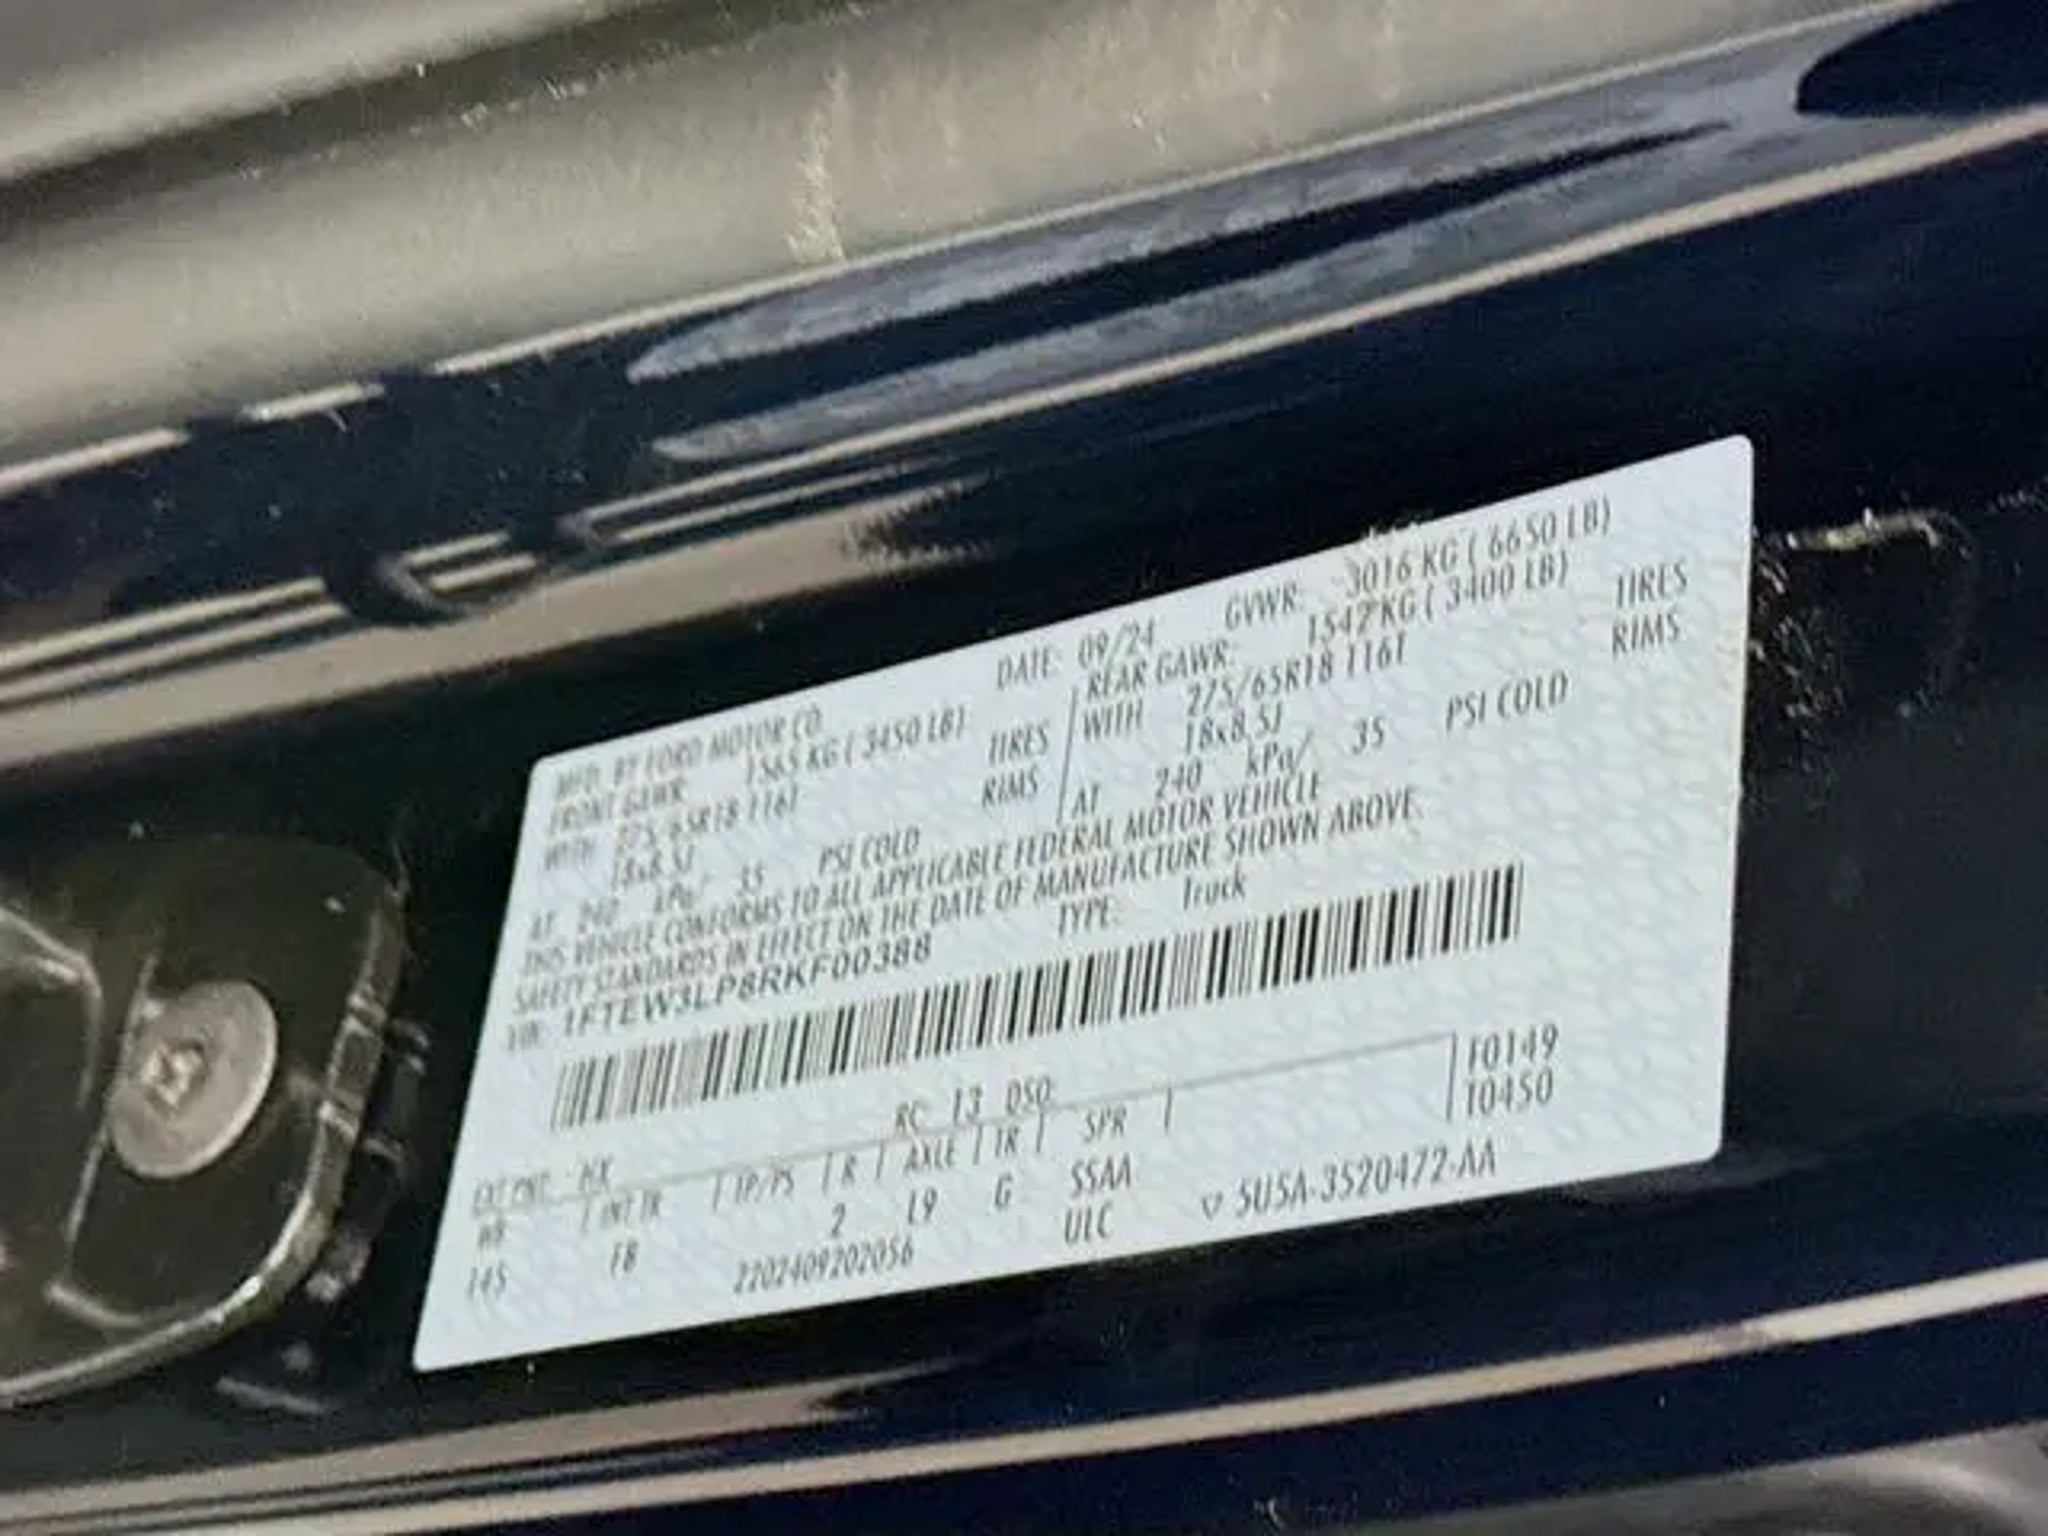 MFD. BY FORD MOTOR CO. DATE: 09/24 GVWR: 3016 KG ( 6650 LB)
FRONT GAWR: 1565 KG ( 3450 LB) REAR GAWR: 1542 KG ( 3400 LB)
WITH 275/65R18 116T TIRES WITH 275/65R18 116T TIRES
18x8.5J RIMS 18x8.5J RIMS
AT 240 kPa/ 35 PSI COLD AT 240 kPa/ 35 PSI COLD
THIS VEHICLE CONFORMS TO ALL APPLICABLE FEDERAL MOTOR VEHICLE
SAFETY STANDARDS IN EFFECT ON THE DATE OF MANUFACTURE SHOWN ABOVE.
VIN: 1FTEW3LP8RKF00388 TYPE: Truck
F0149
T0450
EXT PNT: HX RC: 13 DSO:
WB INT TR TP/PS R AXLE TR SPR
145 FB 2 L9 G SSAA
2202409202056 ULC ▽ 5U5A-3520472-AA